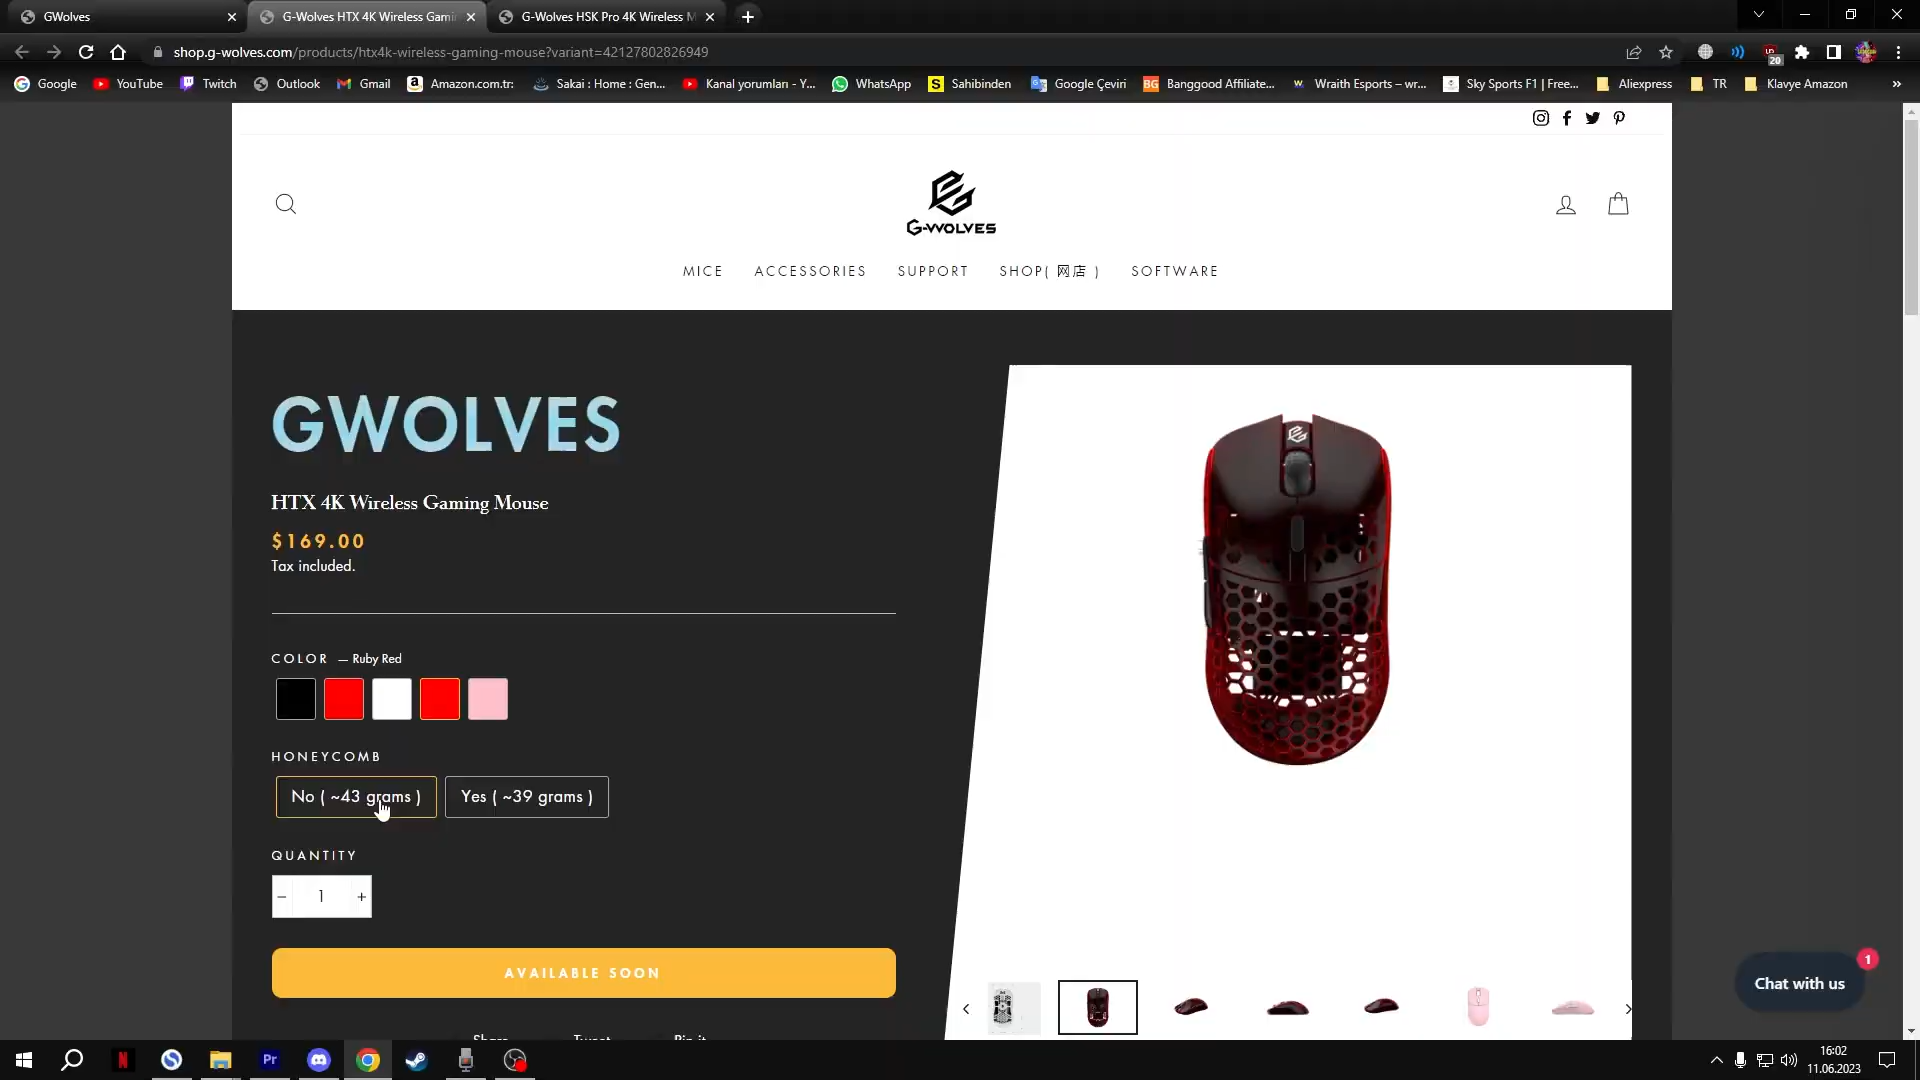 GWolves
G-Wolves HTX 4K Wireless Gami
G-Wolves HSK Pro 4K Wireless M
shop.g-wolves.com/products/htx4k-wireless-gaming-mouse?variant=42127802826949
20
Google
YouTube
Twitch
Outlook
Gmail
Amazon.com.tr:
Sakai : Home : Gen...
Kanal yorumları - Y...
WhatsApp
Sahibinden
Google Çeviri
BG
Banggood Affiliate...
Wraith Esports – wr...
Sky Sports F1 | Free...
Aliexpress
TR
Klavye Amazon
»
G-WOLVES
MICE
ACCESSORIES
SUPPORT
SHOP( 网店 )
SOFTWARE
GWOLVES
HTX 4K Wireless Gaming Mouse
$169.00
Tax included.
COLOR — Ruby Red
HONEYCOMB
No ( ~43 grams )
Yes ( ~39 grams )
QUANTITY
− 1 +
AVAILABLE SOON
Share
Tweet
Pin it
1
Chat with us
N
Pr
16:02
11.06.2023